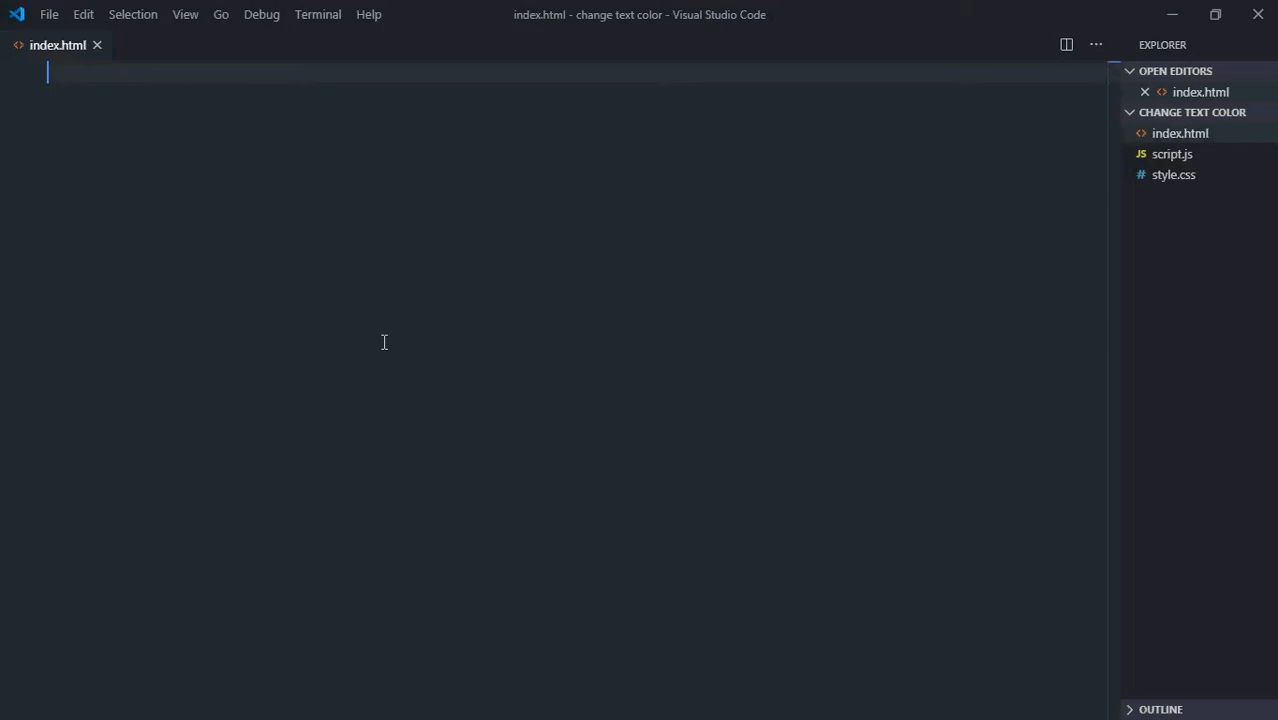 File Edit Selection View Go Debug Terminal Help
index.html - change text color - Visual Studio Code
index.html
EXPLORER
OPEN EDITORS
index.html
CHANGE TEXT COLOR
index.html
JS script.js
# style.css
OUTLINE